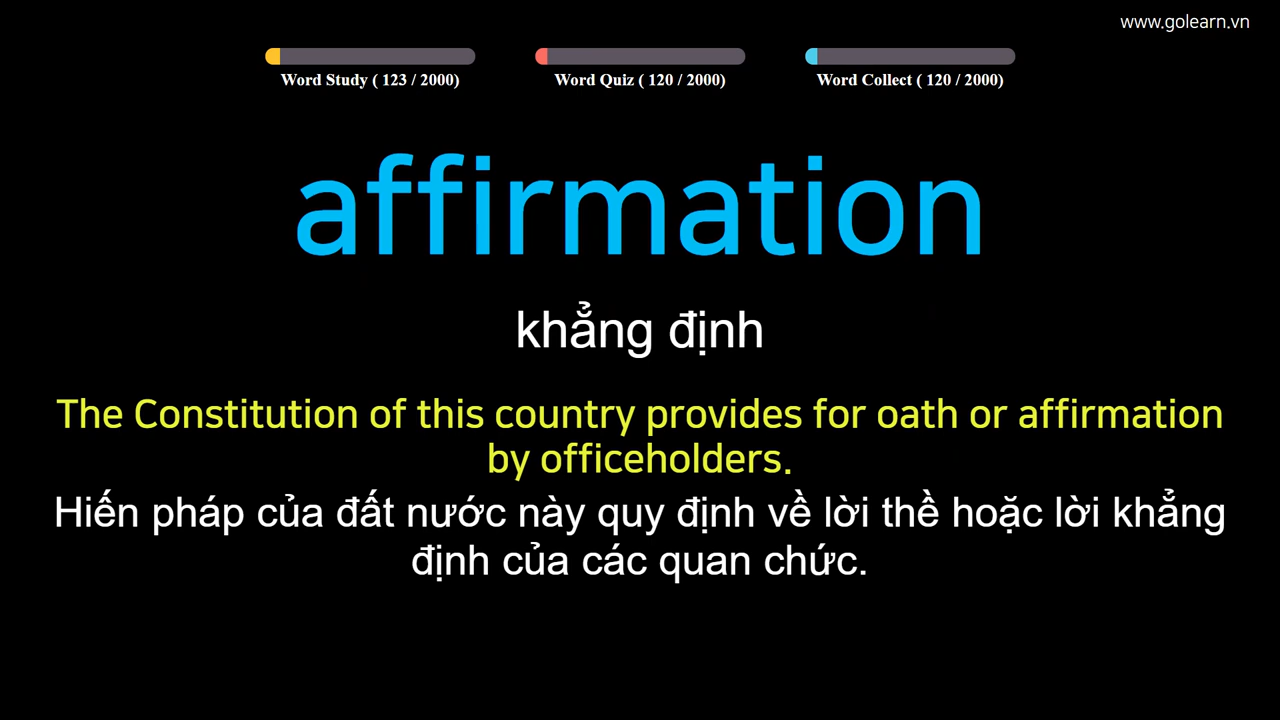 www.golearn.vn
Word Study ( 123 / 2000)
Word Quiz ( 120 / 2000)
Word Collect ( 120 / 2000)
affirmation
khẳng định
The Constitution of this country provides for oath or affirmation
by officeholders.
Hiến pháp của đất nước này quy định về lời thề hoặc lời khẳng
định của các quan chức.